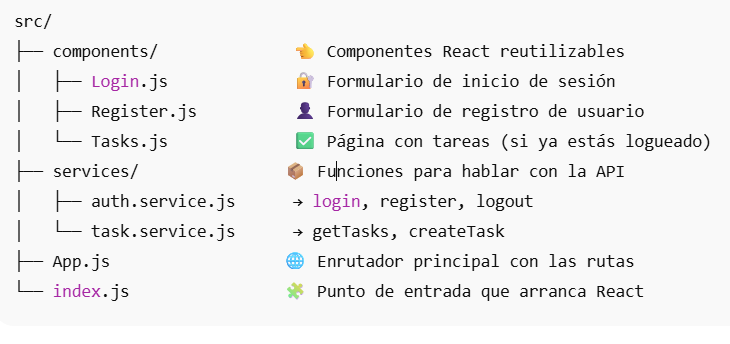 src/
├── components/ 👈 Componentes React reutilizables
│ ├── Login.js 🔐 Formulario de inicio de sesión
│ ├── Register.js 👤 Formulario de registro de usuario
│ └── Tasks.js ✅ Página con tareas (si ya estás logueado)
├── services/ 📦 Funciones para hablar con la API
│ ├── auth.service.js → login, register, logout
│ └── task.service.js → getTasks, createTask
├── App.js 🌐 Enrutador principal con las rutas
└── index.js 🧩 Punto de entrada que arranca React